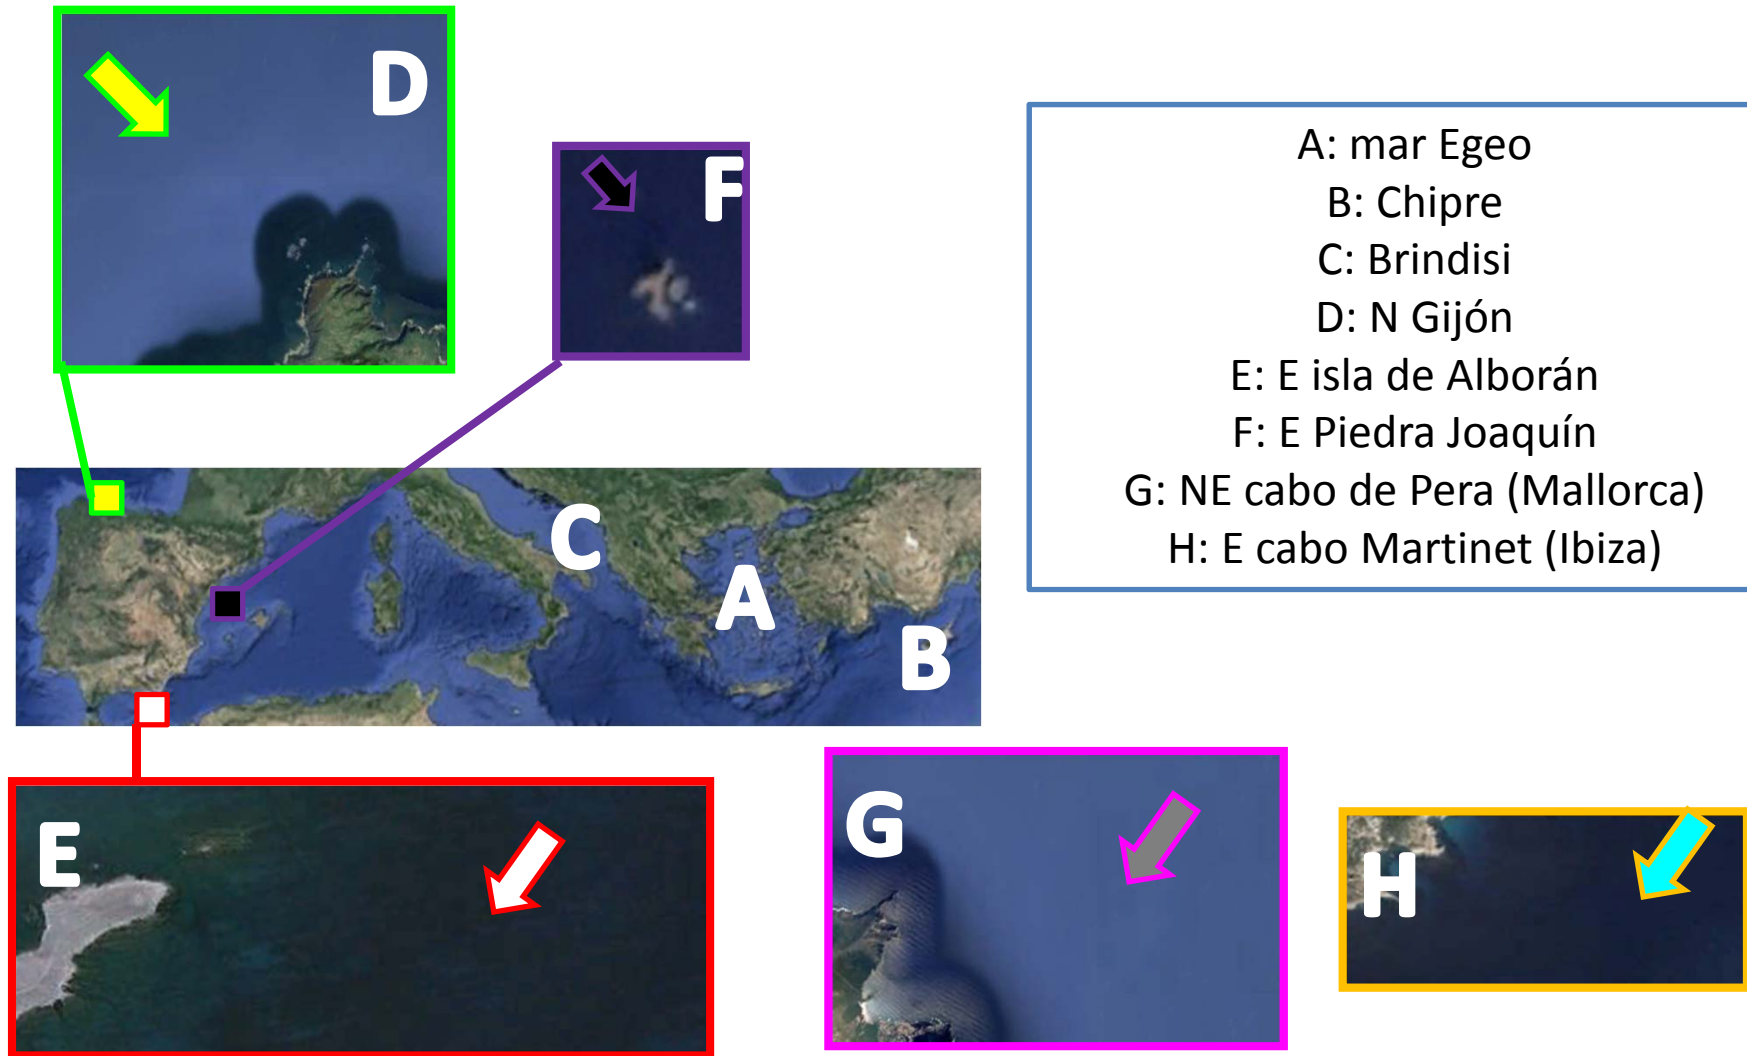 D
F
A: mar Egeo
B: Chipre
C: Brindisi
D: N Gijón
E: E isla de Alborán
F: E Piedra Joaquín
G: NE cabo de Pera (Mallorca)
H: E cabo Martinet (Ibiza)
C
A
B
E
G
H